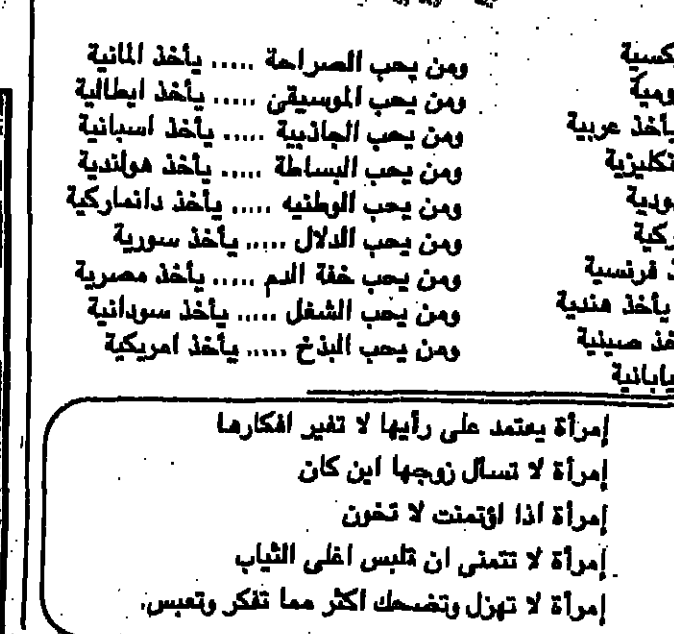 ومن يحب الصراحة ..... يأخذ المانية
ومن يحب الموسيقى ..... يأخذ ايطالية
ومن يحب الجاذبية ..... يأخذ اسبانية
ومن يحب البساطة ..... يأخذ هولندية
ومن يحب الوطنيه ..... يأخذ دانماركية
ومن يحب الدلال ..... يأخذ سورية
ومن يحب خفة الدم ..... يأخذ مصرية
ومن يحب الشغل ..... يأخذ سودانية
ومن يحب البذخ ..... يأخذ امريكية
يأخذ عربية
فرنسية
يأخذ هندية
صينية
إمرأة يعتمد على رأيها لا تغير افكارها
إمرأة لا تسأل زوجها اين كان
إمرأة اذا اؤتمنت لا تخون
إمرأة لا تتمنى ان تلبس اغلى الثياب
إمرأة لا تهزل وتضحك اكثر مما تفكر وتعبس.